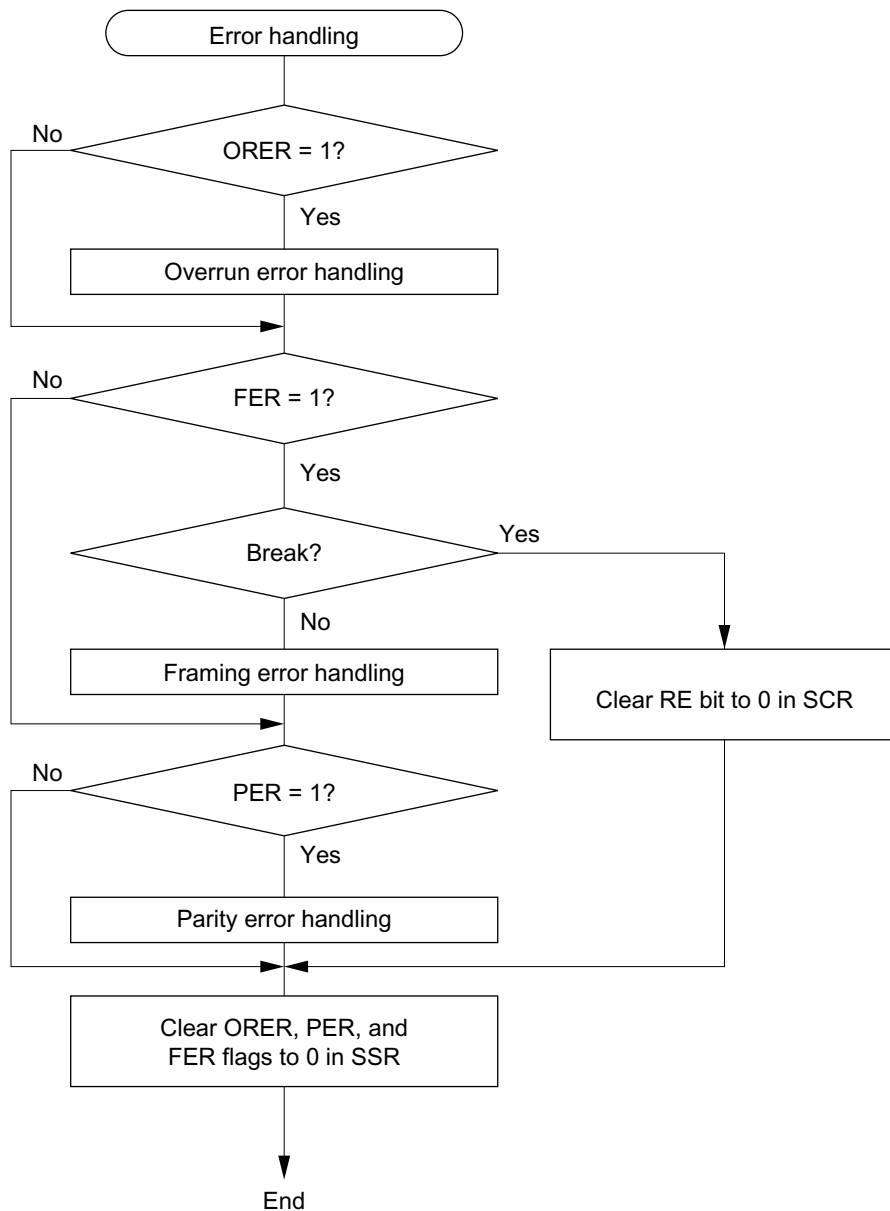 Error handling
No
ORER = 1?
Yes
Overrun error handling
No
FER = 1?
Yes
Break?
Yes
No
Framing error handling
Clear RE bit to 0 in SCR
No
PER = 1?
Yes
Parity error handling
Clear ORER, PER, and
FER flags to 0 in SSR
End